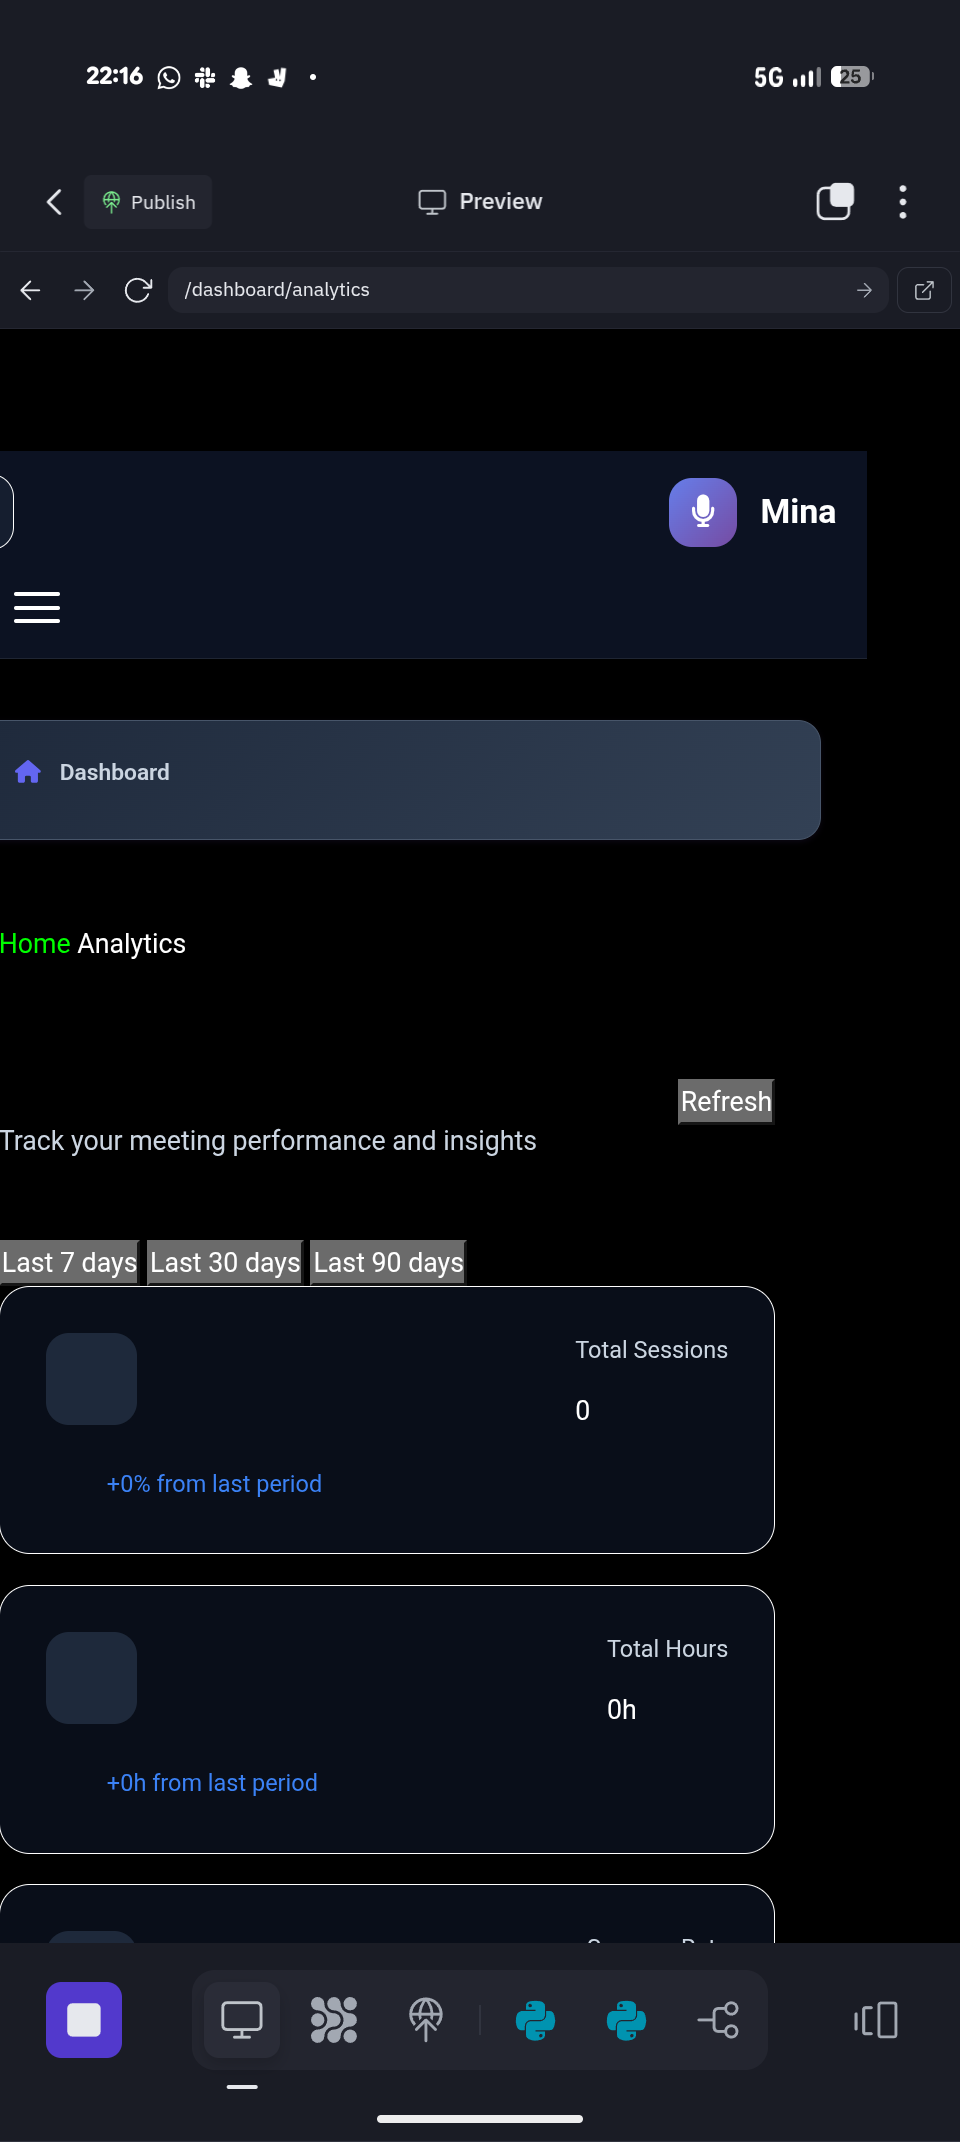 22:16
5G
25
Publish
Preview
/dashboard/analytics
Mina
Dashboard
Home Analytics
Refresh
Track your meeting performance and insights
Last 7 days Last 30 days Last 90 days
Total Sessions
0
+0% from last period
Total Hours
0h
+0h from last period